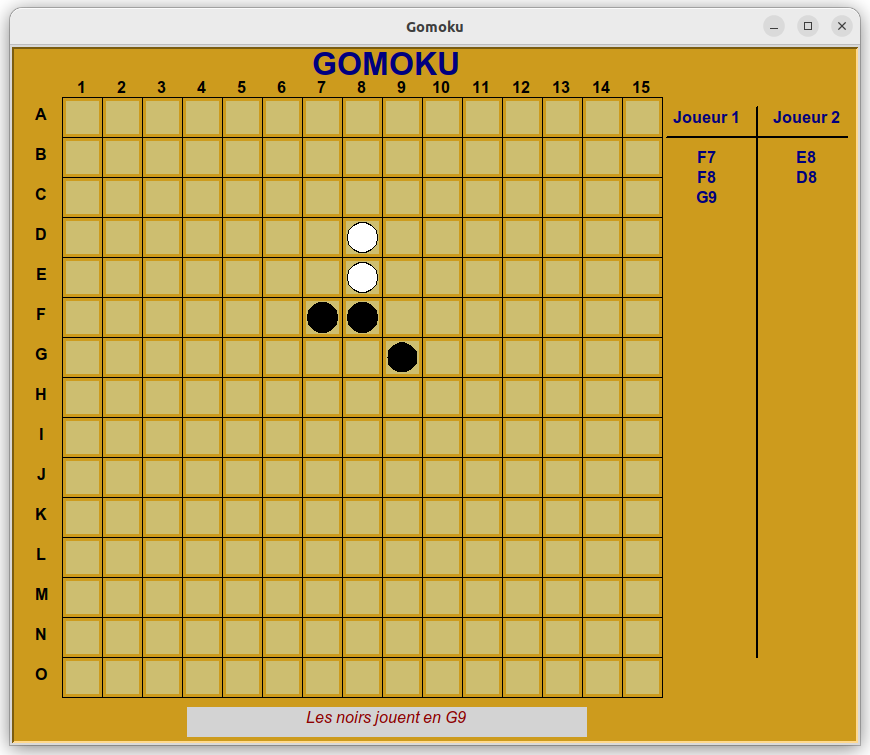 Gomoku
GOMOKU
1 2 3 4 5 6 7 8 9 10 11 12 13 14 15
A
Joueur 1 Joueur 2
B
F7 E8
F8 D8
C
G9
D
E
F
G
H
I
J
K
L
M
N
O
Les noirs jouent en G9